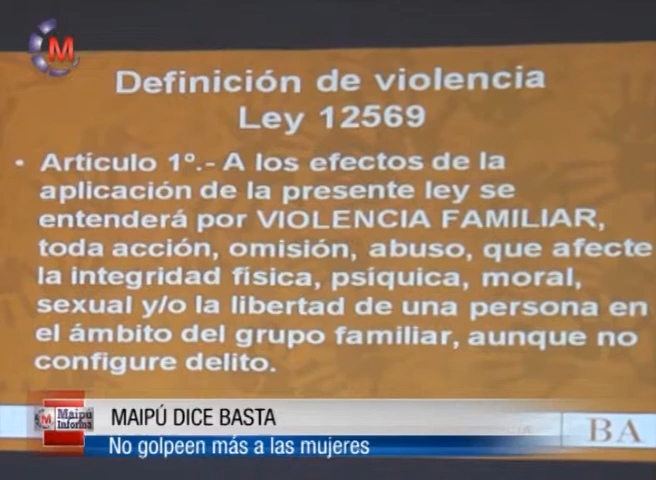 M
Definición de violencia
Ley 12569
• Artículo 1º.- A los efectos de la
aplicación de la presente ley se
entenderá por VIOLENCIA FAMILIAR,
toda acción, omisión, abuso, que afecte
la integridad física, psíquica, moral,
sexual y/o la libertad de una persona en
el ámbito del grupo familiar, aunque no
configure delito.
M Maipú
Informa
MAIPÚ DICE BASTA
No golpeen más a las mujeres
BA